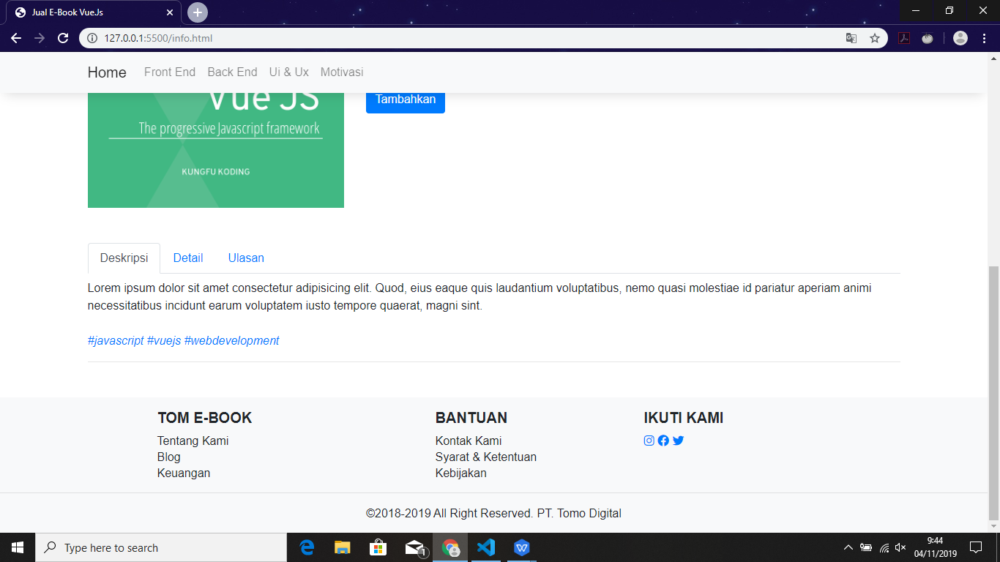 Jual E-Book Vue.Js
127.0.0.1:5500/info.html
Home Front End Back End Ui & Ux Motivasi
Vue JS
Tambahkan
The progressive Javascript framework
KUNGFU KODING
Deskripsi Detail Ulasan
Lorem ipsum dolor sit amet consectetur adipisicing elit. Quod, eius eaque quis laudantium voluptatibus, nemo quasi molestiae id pariatur aperiam animi
necessitatibus incidunt earum voluptatem iusto tempore quaerat, magni sint.
#javascript #vuejs #webdevelopment
TOM E-BOOK
Tentang Kami
Blog
Keuangan
BANTUAN
Kontak Kami
Syarat & Ketentuan
Kebijakan
IKUTI KAMI
©2018-2019 All Right Reserved. PT. Tomo Digital
Type here to search
1
9:44
04/11/2019